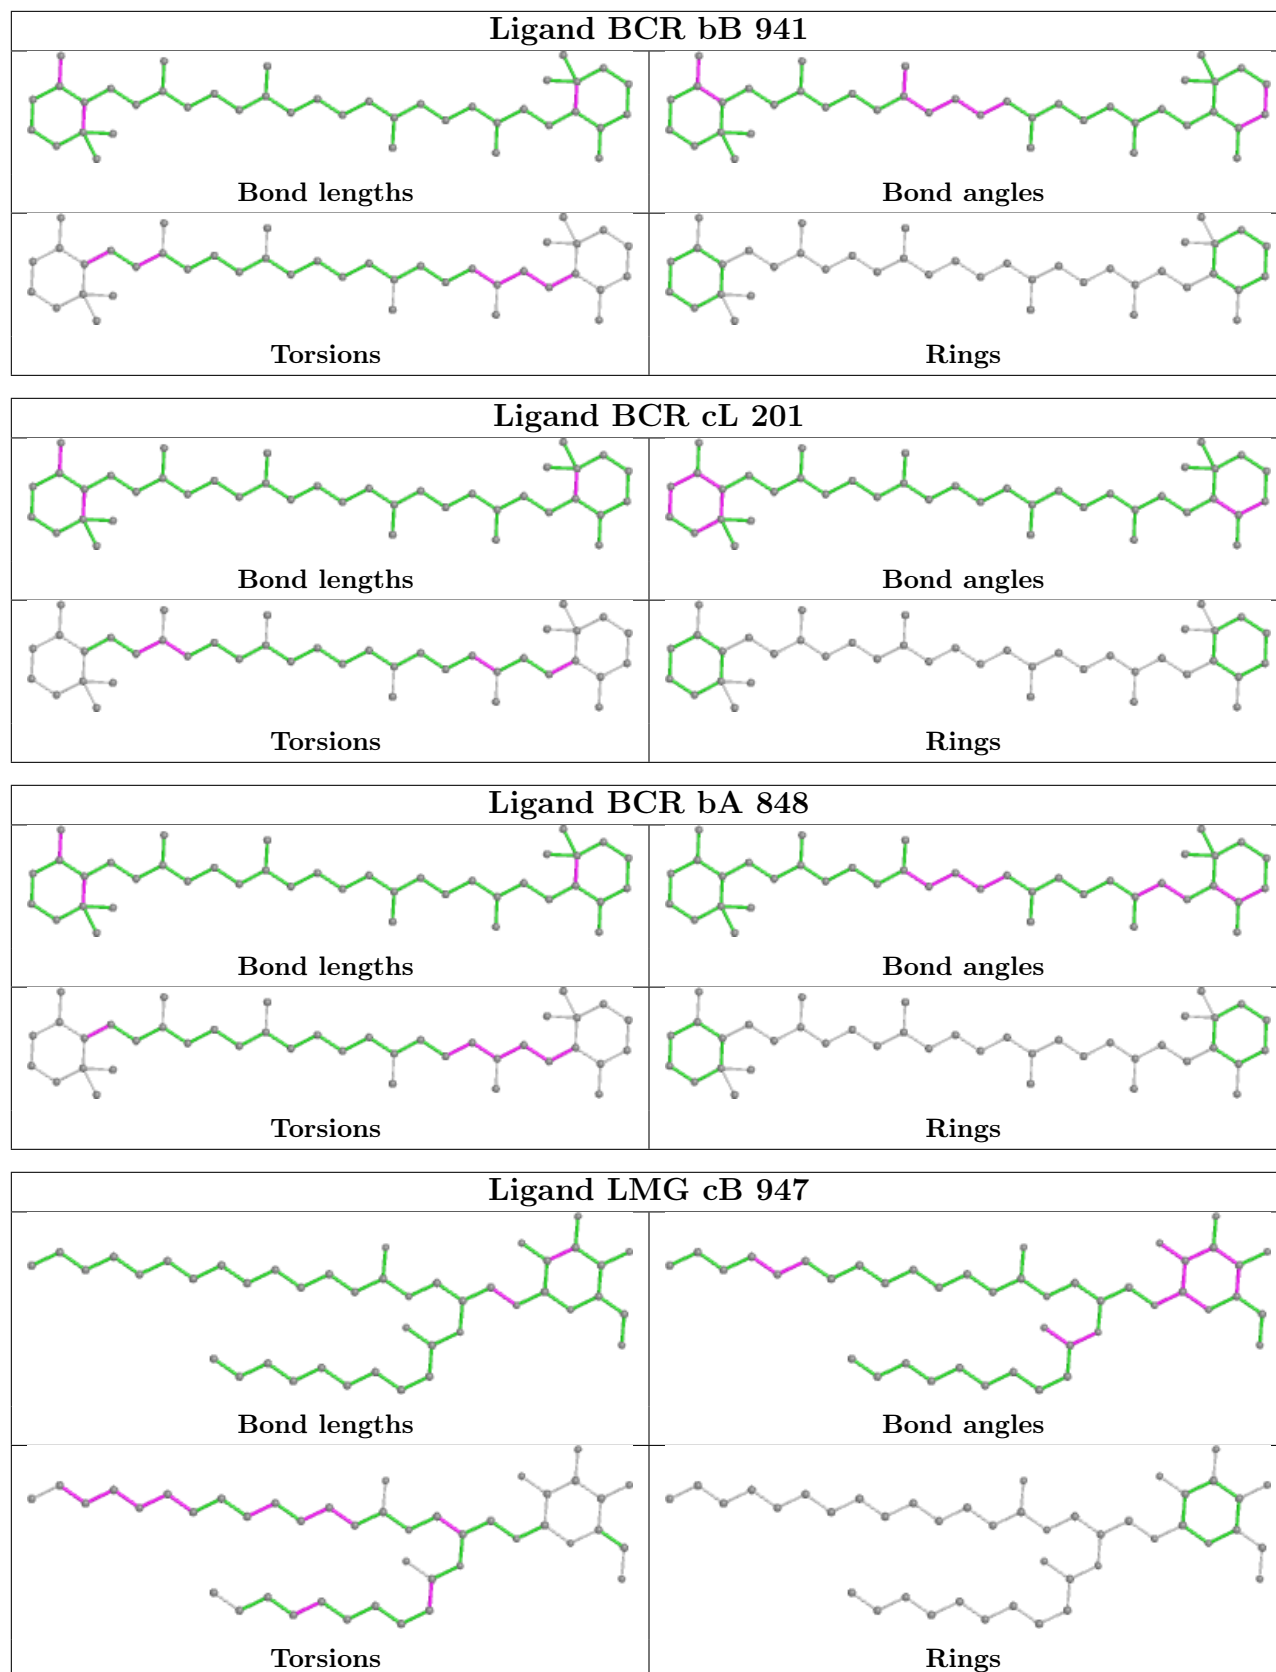 Ligand BCR bB 941
Bond lengths
Bond angles
Torsions
Rings
Ligand BCR cL 201
Bond lengths
Bond angles
Torsions
Rings
Ligand BCR bA 848
Bond lengths
Bond angles
Torsions
Rings
Ligand LMG cB 947
Bond lengths
Bond angles
Torsions
Rings